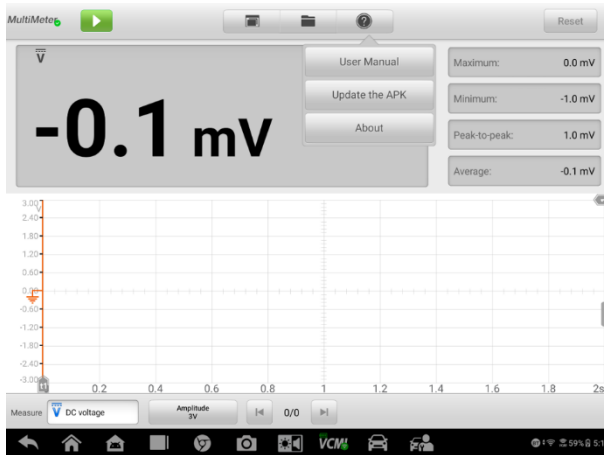 MultiMeter
Reset
V
-0.1 mV
User Manual
Update the APK
About
Maximum: 0.0 mV
Minimum: -1.0 mV
Peak-to-peak: 1.0 mV
Average: -0.1 mV
3.00
V
2.40
1.80
1.20
0.60
0.00
-0.60
-1.20
-1.80
-2.40
-3.00
0.2 0.4 0.6 0.8 1 1.2 1.4 1.6 1.8 2s
Measure V DC voltage Amplitude 3V 0/0
VCMI 59% 5:1